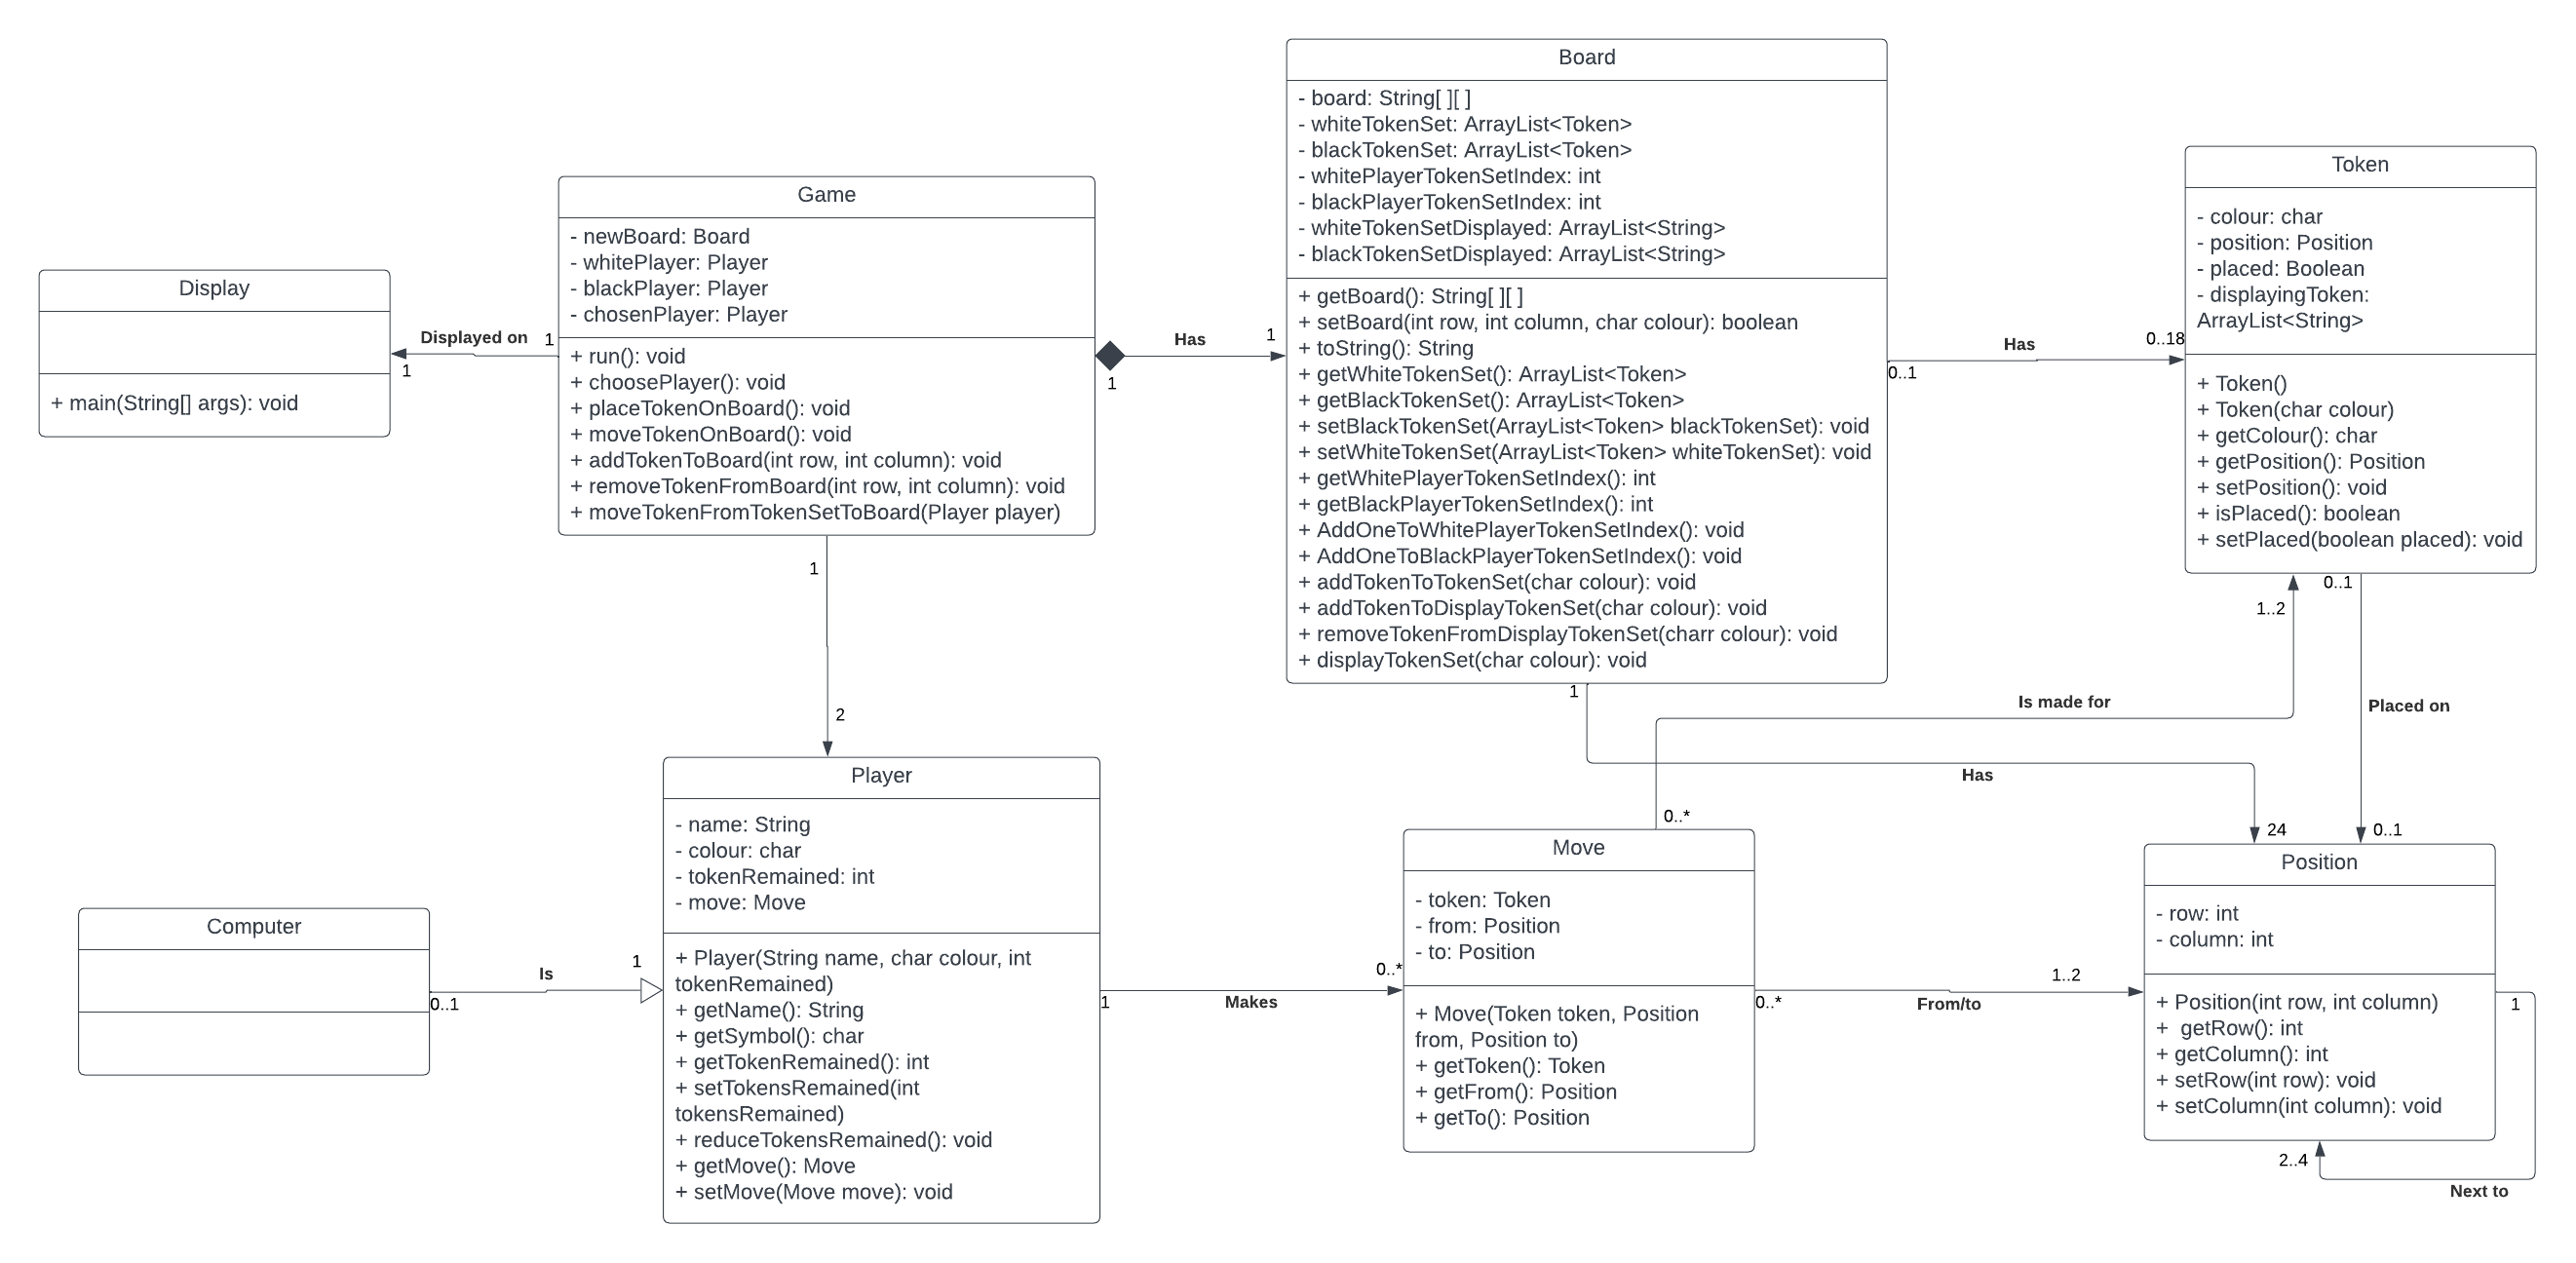 Board
- board: String[ ][ ]
- whiteTokenSet: ArrayList<Token>
- blackTokenSet: ArrayList<Token>
- whitePlayerTokenSetIndex: int
- blackPlayerTokenSetIndex: int
- whiteTokenSetDisplayed: ArrayList<String>
- blackTokenSetDisplayed: ArrayList<String>
+ getBoard(): String[ ][ ]
+ setBoard(int row, int column, char colour): boolean
+ toString(): String
+ getWhiteTokenSet(): ArrayList<Token>
+ getBlackTokenSet(): ArrayList<Token>
+ setBlackTokenSet(ArrayList<Token> blackTokenSet): void
+ setWhiteTokenSet(ArrayList<Token> whiteTokenSet): void
+ getWhitePlayerTokenSetIndex(): int
+ getBlackPlayerTokenSetIndex(): int
+ AddOneToWhitePlayerTokenSetIndex(): void
+ AddOneToBlackPlayerTokenSetIndex(): void
+ addTokenToTokenSet(char colour): void
+ addTokenToDisplayTokenSet(char colour): void
+ removeTokenFromDisplayTokenSet(charr colour): void
+ displayTokenSet(char colour): void
Token
- colour: char
- position: Position
- placed: Boolean
- displayingToken:
ArrayList<String>
+ Token()
+ Token(char colour)
+ getColour(): char
+ getPosition(): Position
+ setPosition(): void
+ isPlaced(): boolean
+ setPlaced(boolean placed): void
Game
- newBoard: Board
- whitePlayer: Player
- blackPlayer: Player
- chosenPlayer: Player
+ run(): void
+ choosePlayer(): void
+ placeTokenOnBoard(): void
+ moveTokenOnBoard(): void
+ addTokenToBoard(int row, int column): void
+ removeTokenFromBoard(int row, int column): void
+ moveTokenFromTokenSetToBoard(Player player)
Display
+ main(String[] args): void
Displayed on
1
1
Has
1
1
Has
0..18
0..1
1
2
1
Is made for
1..2
0..*
Has
24
0..1
Placed on
0..1
Player
- name: String
- colour: char
- tokenRemained: int
- move: Move
+ Player(String name, char colour, int
tokenRemained)
+ getName(): String
+ getSymbol(): char
+ getTokenRemained(): int
+ setTokensRemained(int
tokensRemained)
+ reduceTokensRemained(): void
+ getMove(): Move
+ setMove(Move move): void
Computer
Is
1
0..1
Makes
1
0..*
Move
- token: Token
- from: Position
- to: Position
+ Move(Token token, Position
from, Position to)
+ getToken(): Token
+ getFrom(): Position
+ getTo(): Position
0..*
From/to
1..2
Position
- row: int
- column: int
+ Position(int row, int column)
+ getRow(): int
+ getColumn(): int
+ setRow(int row): void
+ setColumn(int column): void
1
2..4
Next to